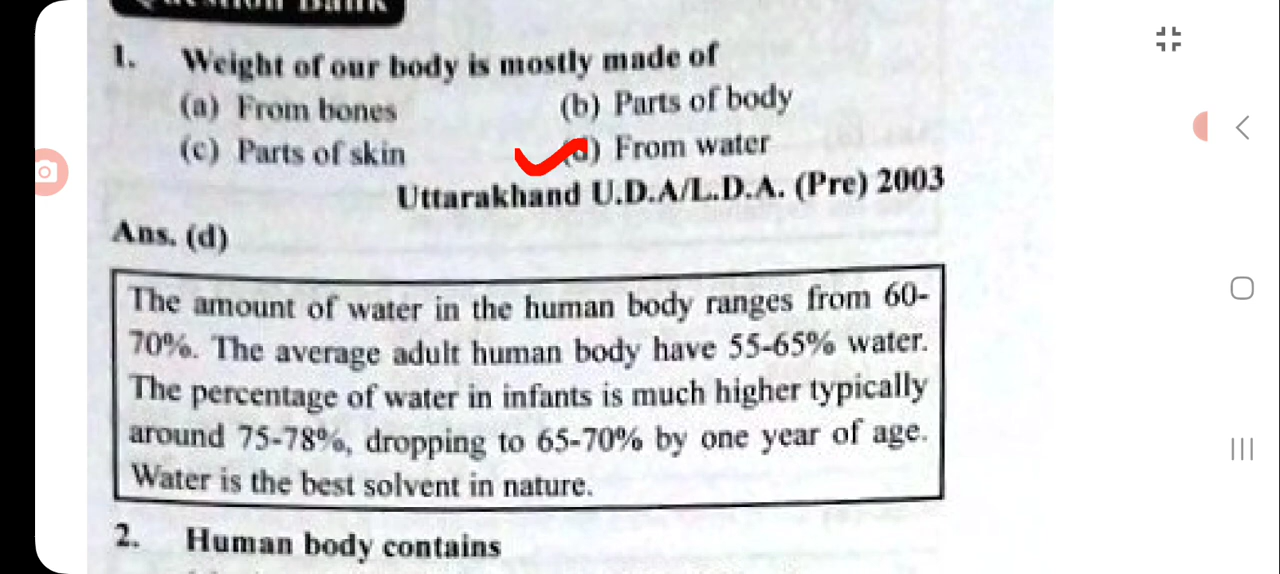 1. Weight of our body is mostly made of
(a) From bones (b) Parts of body
(c) Parts of skin (d) From water
Uttarakhand U.D.A/L.D.A. (Pre) 2003
Ans. (d)
The amount of water in the human body ranges from 60-
70%. The average adult human body have 55-65% water.
The percentage of water in infants is much higher typically
around 75-78%, dropping to 65-70% by one year of age.
Water is the best solvent in nature.
2. Human body contains